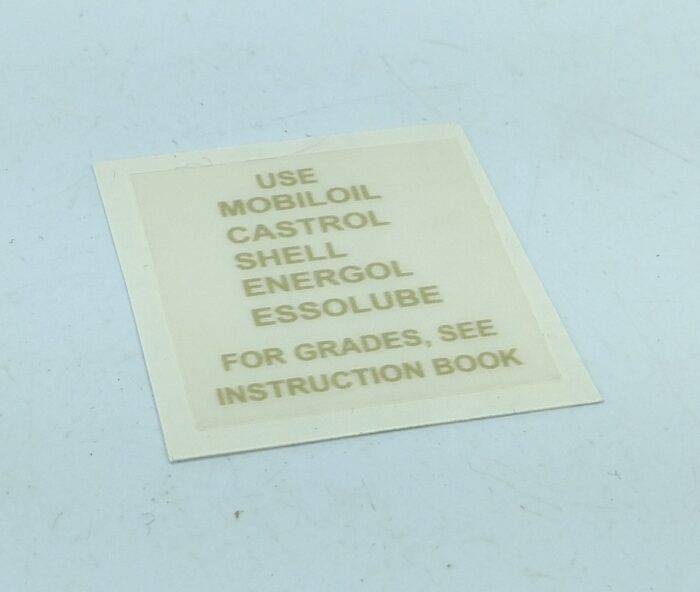 USE
MOBILOIL
CASTROL
SHELL
ENERGOL
ESSOLUBE
FOR GRADES, SEE
INSTRUCTION BOOK